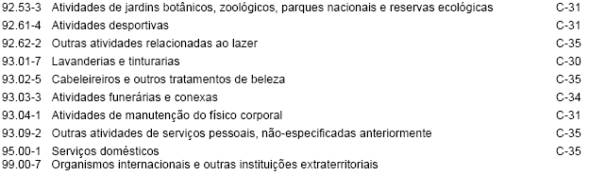 92.53-3 Atividades de jardins botânicos, zoológicos, parques nacionais e reservas ecológicas C-31
92.61-4 Atividades desportivas C-31
92.62-2 Outras atividades relacionadas ao lazer C-35
93.01-7 Lavanderias e tinturarias C-30
93.02-5 Cabeleireiros e outros tratamentos de beleza C-35
93.03-3 Atividades funerárias e conexas C-34
93.04-1 Atividades de manutenção do físico corporal C-31
93.09-2 Outras atividades de serviços pessoais, não-especificadas anteriormente C-35
95.00-1 Serviços domésticos C-35
99.00-7 Organismos internacionais e outras instituições extraterritoriais